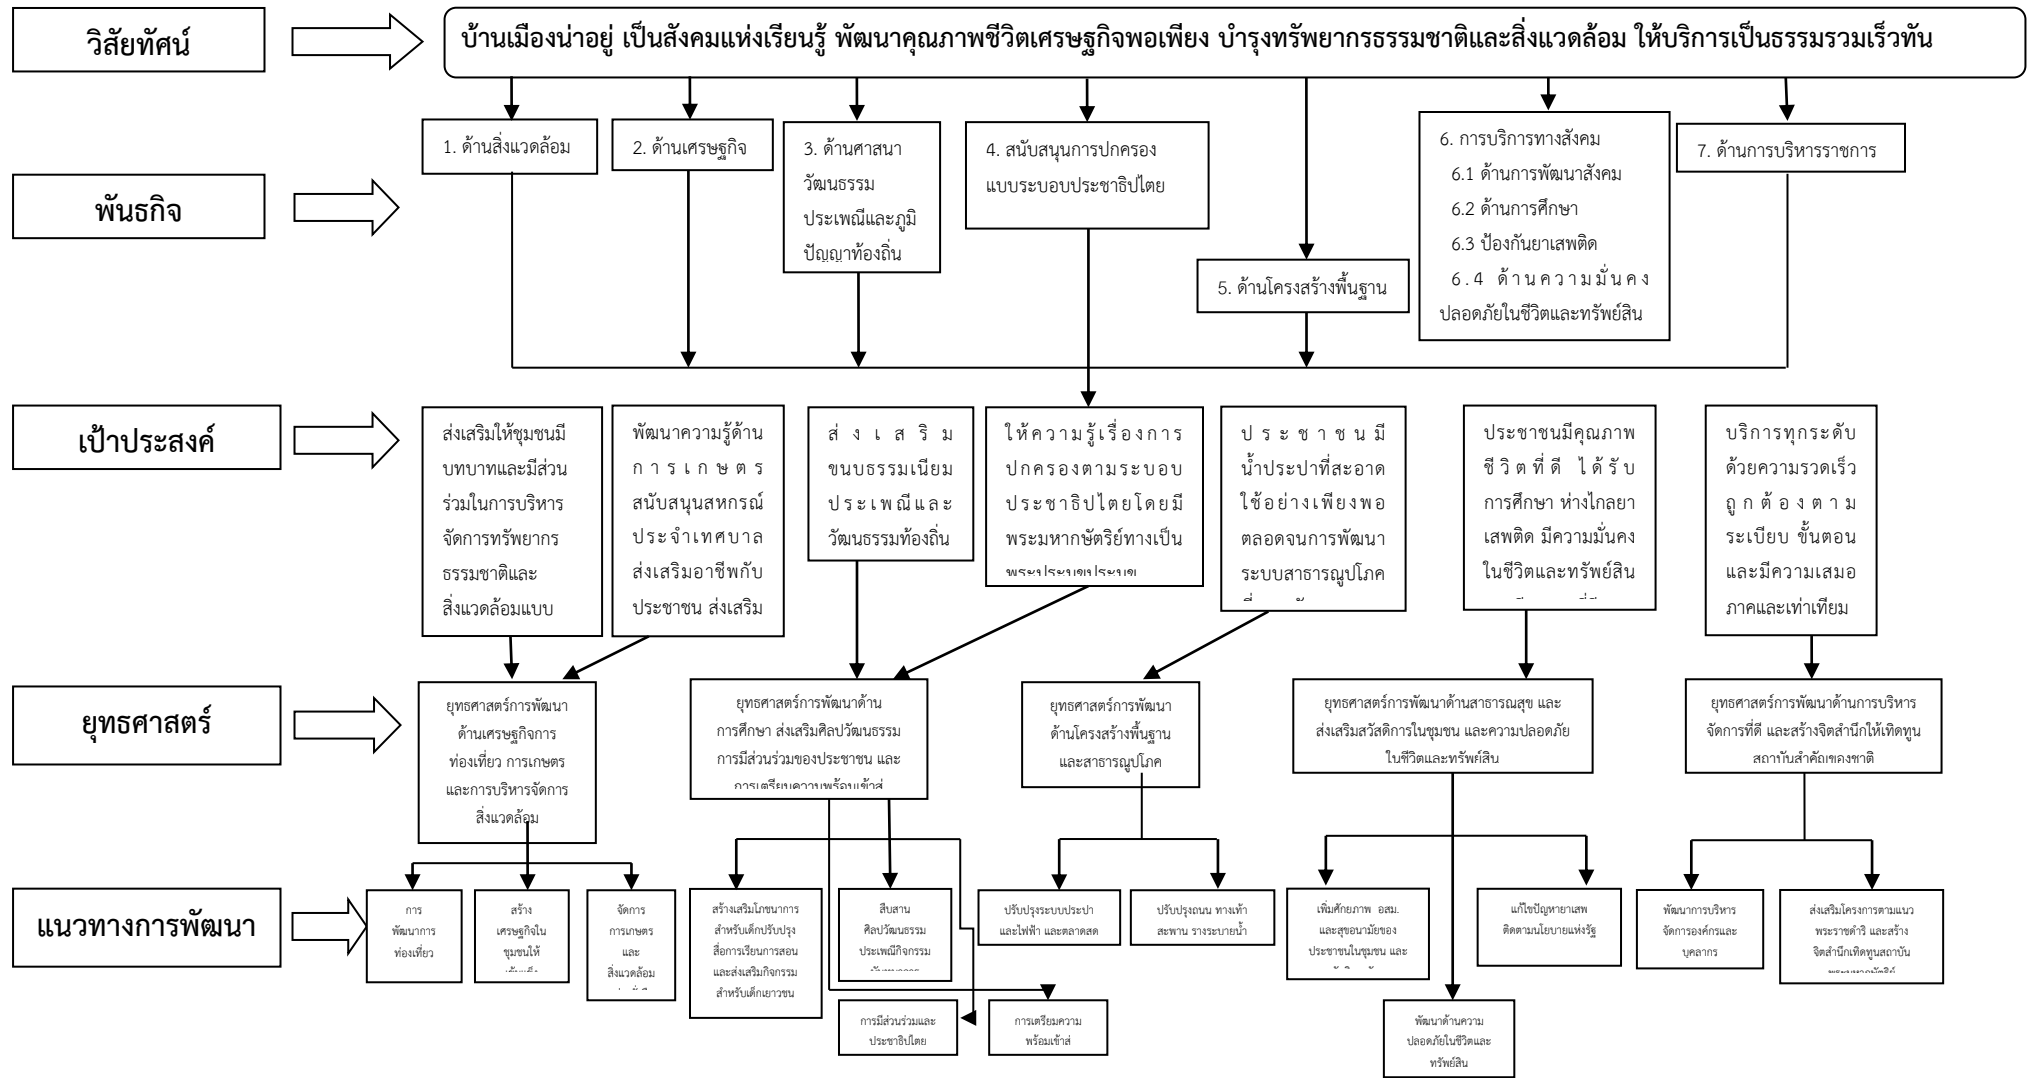 วิสัยทัศน์
บ้านเมืองน่าอยู่ เป็นสังคมแห่งเรียนรู้ พัฒนาคุณภาพชีวิตเศรษฐกิจพอเพียง บำรุงทรัพยากรธรรมชาติและสิ่งแวดล้อม ให้บริการเป็นธรรมรวมเร็วทัน
พันธกิจ
1. ด้านสิ่งแวดล้อม
2. ด้านเศรษฐกิจ
3. ด้านศาสนา
วัฒนธรรม
ประเพณีและภูมิ
ปัญญาท้องถิ่น
4. สนับสนุนการปกครอง
แบบระบอบประชาธิปไตย
5. ด้านโครงสร้างพื้นฐาน
6. การบริการทางสังคม
6.1 ด้านการพัฒนาสังคม
6.2 ด้านการศึกษา
6.3 ป้องกันยาเสพติด
6.4 ด้านความมั่นคง
ปลอดภัยในชีวิตและทรัพย์สิน
7. ด้านการบริหารราชการ
เป้าประสงค์
ส่งเสริมให้ชุมชนมี
บทบาทและมีส่วน
ร่วมในการบริหาร
จัดการทรัพยากร
ธรรมชาติและ
สิ่งแวดล้อมแบบ
พัฒนาความรู้ด้าน
การเกษตร
สนับสนุนสหกรณ์
ประจำเทศบาล
ส่งเสริมอาชีพกับ
ประชาชน ส่งเสริม
ส่งเสริม
ขนบธรรมเนียม
ประเพณีและ
วัฒนธรรมท้องถิ่น
ให้ความรู้เรื่องการ
ปกครองตามระบอบ
ประชาธิปไตยโดยมี
พระมหากษัตริย์ทางเป็น
พระประมุขประมุข
ประชาชนมี
น้ำประปาที่สะอาด
ใช้อย่างเพียงพอ
ตลอดจนการพัฒนา
ระบบสาธารณูปโภค
ประชาชนมีคุณภาพ
ชีวิตที่ดี ได้รับ
การศึกษา ห่างไกลยา
เสพติด มีความมั่นคง
ในชีวิตและทรัพย์สิน
บริการทุกระดับ
ด้วยความรวดเร็ว
ถูกต้องตาม
ระเบียบ ขั้นตอน
และมีความเสมอ
ภาคและเท่าเทียม
ยุทธศาสตร์
ยุทธศาสตร์การพัฒนา
ด้านเศรษฐกิจการ
ท่องเที่ยว การเกษตร
และการบริหารจัดการ
สิ่งแวดล้อม
ยุทธศาสตร์การพัฒนาด้าน
การศึกษา ส่งเสริมศิลปวัฒนธรรม
การมีส่วนร่วมของประชาชน และ
การเตรียมความพร้อมเข้าสู่
ยุทธศาสตร์การพัฒนา
ด้านโครงสร้างพื้นฐาน
และสาธารณูปโภค
ยุทธศาสตร์การพัฒนาด้านสาธารณสุข และ
ส่งเสริมสวัสดิการในชุมชน และความปลอดภัย
ในชีวิตและทรัพย์สิน
ยุทธศาสตร์การพัฒนาด้านการบริหาร
จัดการที่ดี และสร้างจิตสำนึกให้เทิดทูน
สถาบันสำคัญของชาติ
แนวทางการพัฒนา
การ
พัฒนาการ
ท่องเที่ยว
สร้าง
เศรษฐกิจใน
ชุมชนให้
จัดการ
การเกษตร
และ
สิ่งแวดล้อม
สร้างเสริมโภชนาการ
สำหรับเด็กปรับปรุง
สื่อการเรียนการสอน
และส่งเสริมกิจกรรม
สำหรับเด็กเยาวชน
สืบสาน
ศิลปวัฒนธรรม
ประเพณีกิจกรรม
ปรับปรุงระบบประปา
และไฟฟ้า และตลาดสด
ปรับปรุงถนน ทางเท้า
สะพาน รางระบายน้ำ
เพิ่มศักยภาพ อสม.
และสุขอนามัยของ
ประชาชนในชุมชน และ
แก้ไขปัญหายาเสพ
ติดตามนโยบายแห่งรัฐ
พัฒนาการบริหาร
จัดการองค์กรและ
บุคลากร
ส่งเสริมโครงการตามแนว
พระราชดำริ และสร้าง
จิตสำนึกเทิดทูนสถาบัน
พระมหากษัตริย์
การมีส่วนร่วมและ
ประชาธิปไตย
การเตรียมความ
พร้อมเข้าสู่
พัฒนาด้านความ
ปลอดภัยในชีวิตและ
ทรัพย์สิน